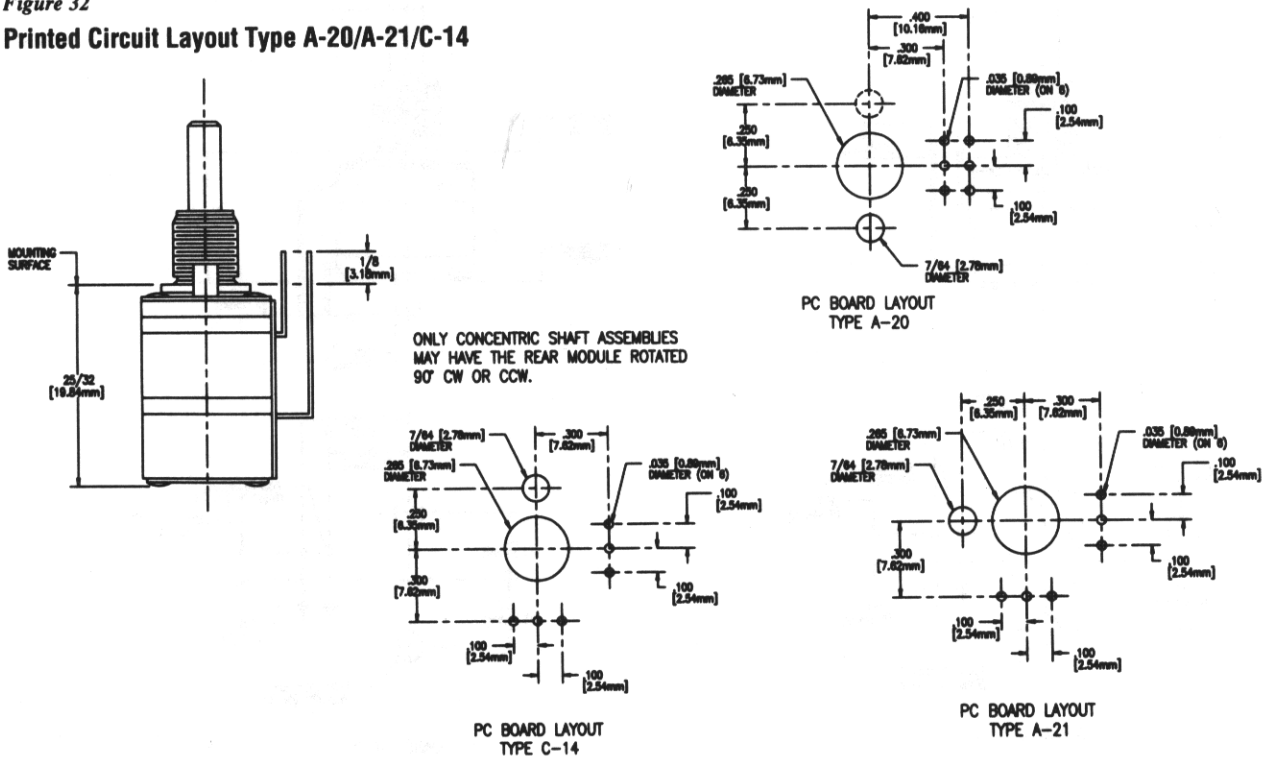 Figure 32
Printed Circuit Layout Type A-20/A-21/C-14
MOUNTING
SURFACE
1/8
[3.18mm]
25/32
[19.84mm]
.400
[10.16mm]
.300
[7.62mm]
.265 [6.73mm]
DIAMETER
.035 [0.89mm]
DIAMETER (ON 6)
.100
[2.54mm]
.250
[6.35mm]
.250
[6.35mm]
.100
[2.54mm]
7/64 [2.78mm]
DIAMETER
PC BOARD LAYOUT
TYPE A-20
ONLY CONCENTRIC SHAFT ASSEMBLIES
MAY HAVE THE REAR MODULE ROTATED
90° CW OR CCW.
7/64 [2.78mm]
DIAMETER
.300
[7.62mm]
.265 [6.73mm]
DIAMETER
.035 [0.89mm]
DIAMETER (ON 6)
.100
[2.54mm]
.250
[6.35mm]
.300
[7.62mm]
.100
[2.54mm]
.100
[2.54mm]
.100
[2.54mm]
PC BOARD LAYOUT
TYPE C-14
.250
[6.35mm]
.300
[7.62mm]
.265 [6.73mm]
DIAMETER
.035 [0.89mm]
DIAMETER (ON 6)
7/64 [2.78mm]
DIAMETER
.100
[2.54mm]
.300
[7.62mm]
.100
[2.54mm]
.100
[2.54mm]
.100
[2.54mm]
PC BOARD LAYOUT
TYPE A-21